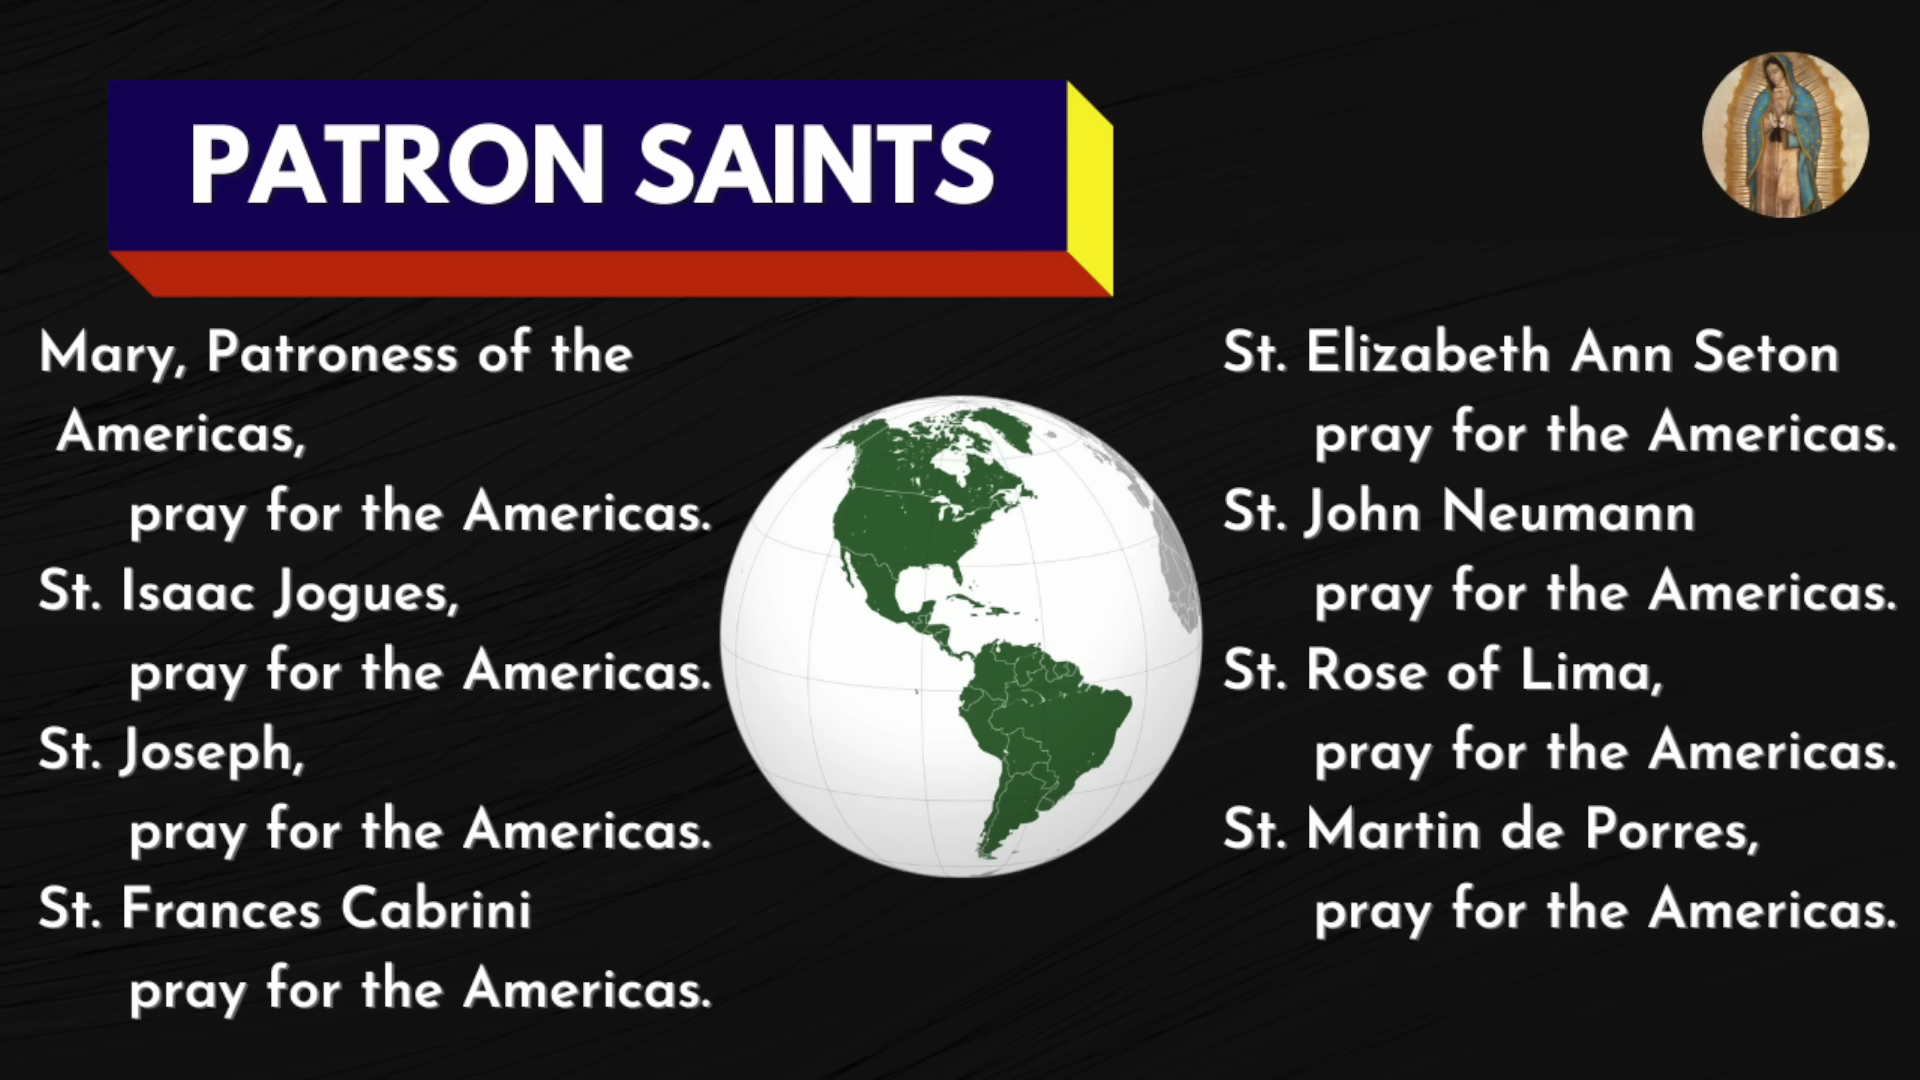 PATRON SAINTS
Mary, Patroness of the
Americas,
pray for the Americas.
St. Isaac Jogues,
pray for the Americas.
St. Joseph,
pray for the Americas.
St. Frances Cabrini
pray for the Americas.
St. Elizabeth Ann Seton
pray for the Americas.
St. John Neumann
pray for the Americas.
St. Rose of Lima,
pray for the Americas.
St. Martin de Porres,
pray for the Americas.